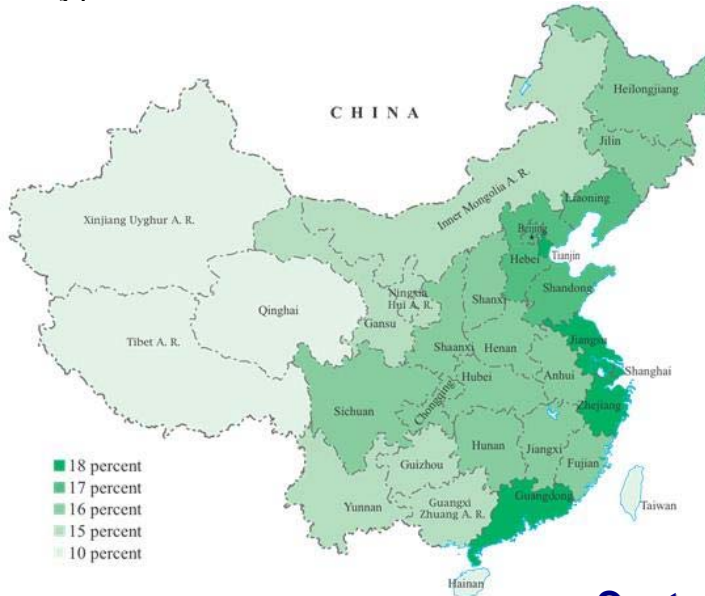 CHINA
Heilongjiang
Jilin
Inner Mongolia A. R.
Liaoning
Xinjiang Uyghur A. R.
Beijing
Tianjin
Hebei
Ningxia
Hui A. R.
Shanxi
Shandong
Qinghai
Gansu
Tibet A. R.
Shaanxi
Henan
Jiangsu
Shanghai
Hubei
Anhui
Chongqing
Zhejiang
Sichuan
Hunan
Jiangxi
Guizhou
Fujian
Yunnan
Guangxi
Zhuang A. R.
Guangdong
Taiwan
Hainan
18 percent
17 percent
16 percent
15 percent
10 percent